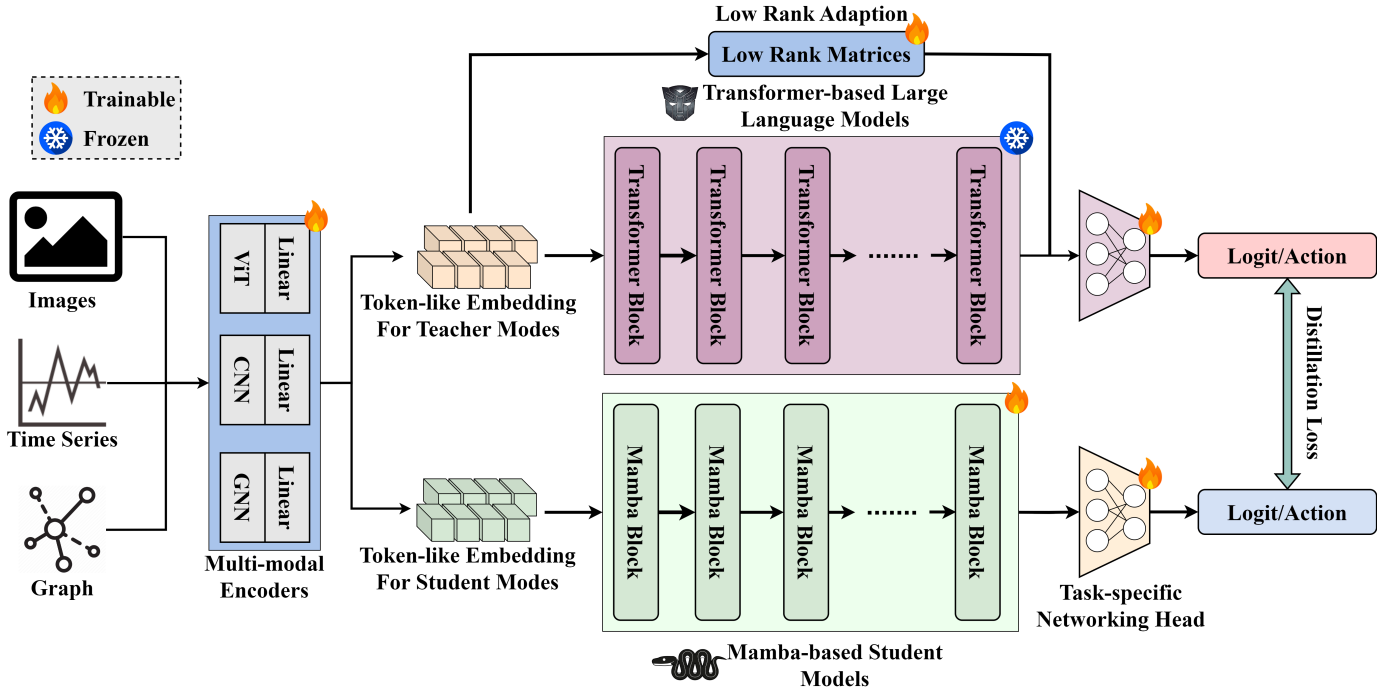 Low Rank Adaption
Low Rank Matrices
Trainable
Frozen
Transformer-based Large
Language Models
Images
Time Series
Graph
ViT
Linear
CNN
Linear
GNN
Linear
Multi-modal
Encoders
Token-like Embedding
For Teacher Modes
Transformer Block
Transformer Block
Transformer Block
........
Transformer Block
Logit/Action
Distillation Loss
Token-like Embedding
For Student Modes
Mamba Block
Mamba Block
Mamba Block
........
Mamba Block
Logit/Action
Task-specific
Networking Head
Mamba-based Student
Models